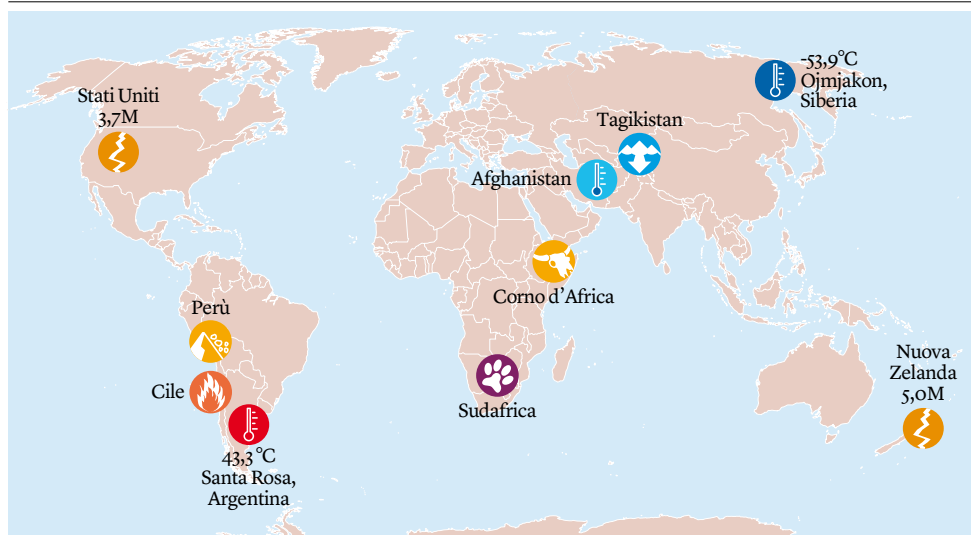 -53,9°C
Ojmjakon,
Siberia
Stati Uniti
3,7M
Tagikistan
Afghanistan
Corno d'Africa
Perù
Cile
Sudafrica
Nuova
Zelanda
5,0M
43,3 °C
Santa Rosa,
Argentina